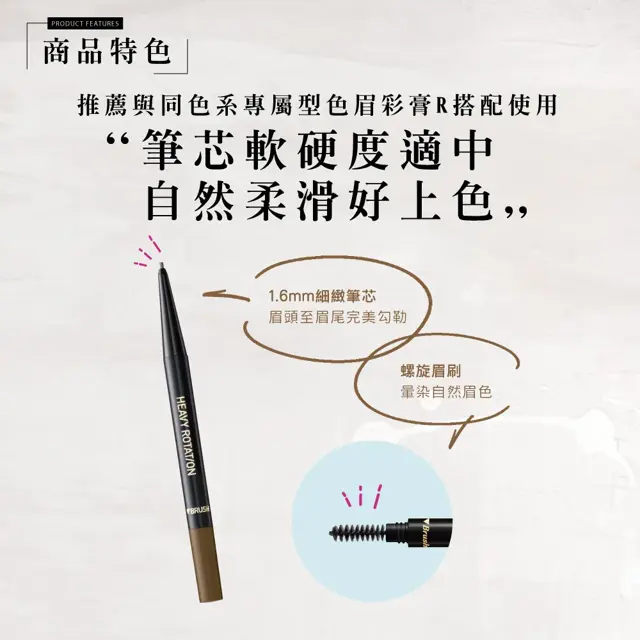 PRODUCT FEATURES
商品特色
推薦與同色系專屬型色眉彩膏R搭配使用
“筆芯軟硬度適中
自然柔滑好上色”
1.6mm細緻筆芯
眉頭至眉尾完美勾勒
螺旋眉刷
暈染自然眉色
HEAVY ROTATION
▼BRUSH
▼Brush